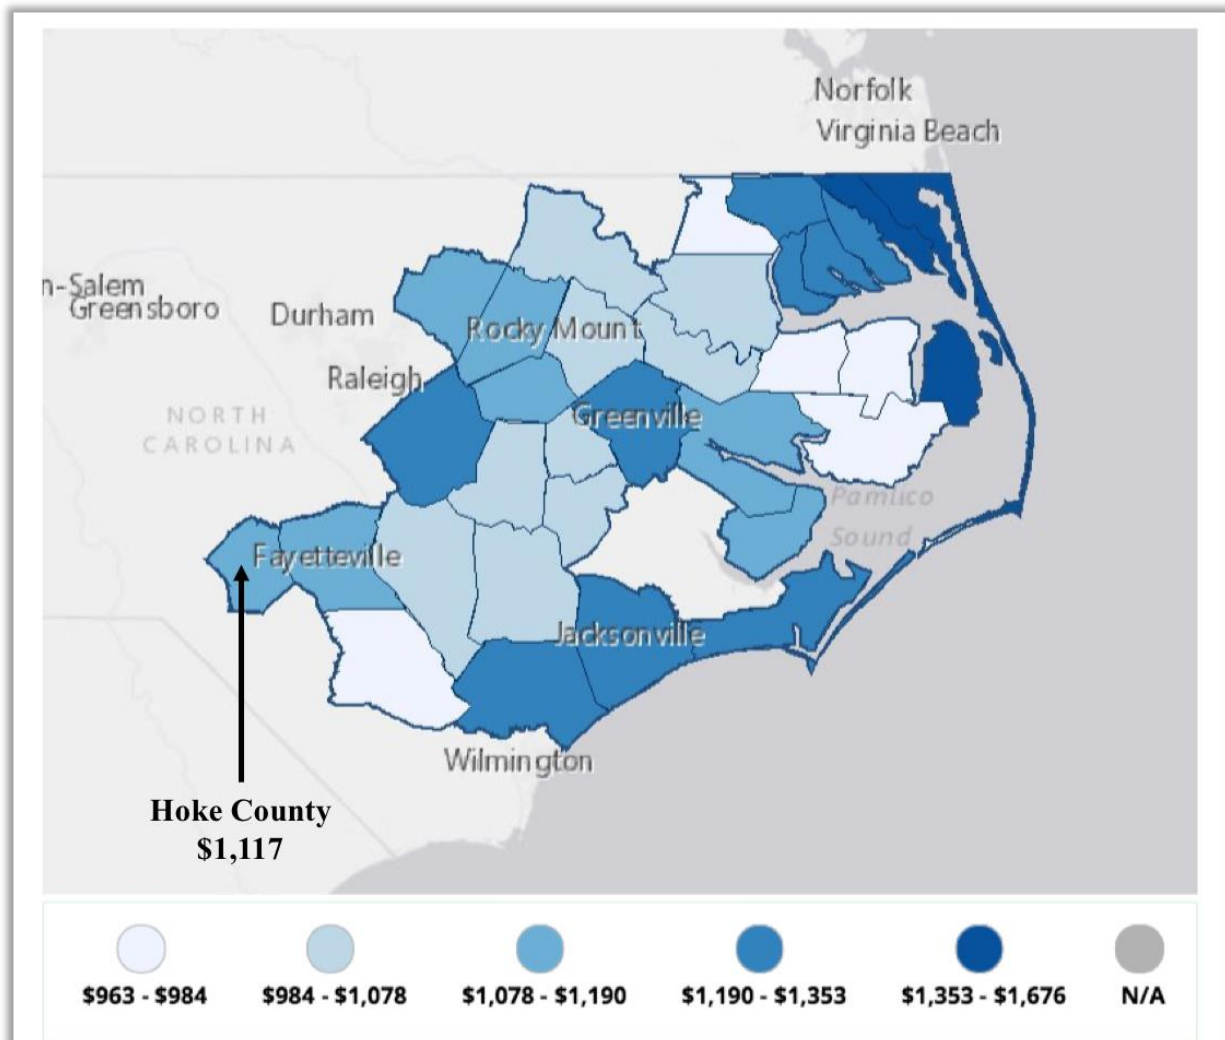 Norfolk
Virginia Beach
n-Salem
Greensboro
Durham
Rocky Mount
Raleigh
NORTH
CAROLINA
Greenville
Pamlico
Sound
Fayetteville
Jacksonville
Wilmington
Hoke County
$1,117
$963 - $984
$984 - $1,078
$1,078 - $1,190
$1,190 - $1,353
$1,353 - $1,676
N/A